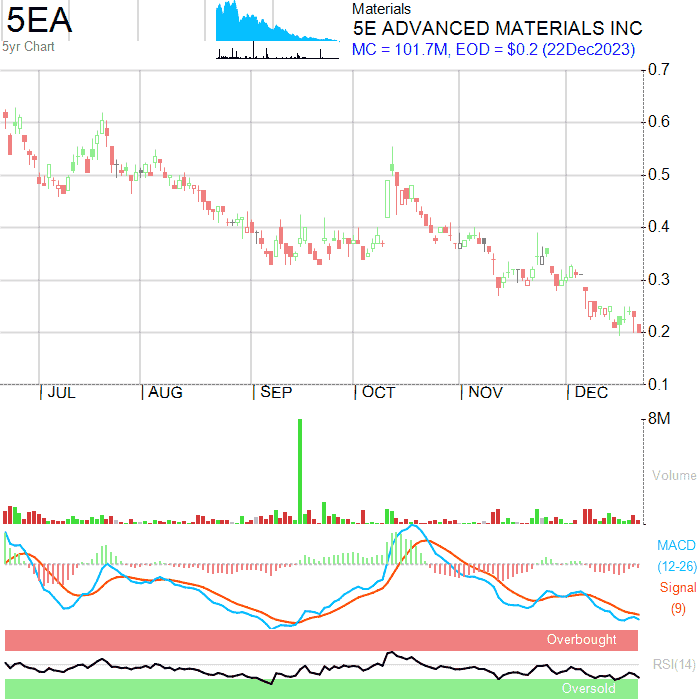 5EA
5yr Chart
Materials
5E ADVANCED MATERIALS INC
MC = 101.7M, EOD = $0.2 (22Dec2023)
0.7
0.6
0.5
0.4
0.3
0.2
0.1
JUL AUG SEP OCT NOV DEC
8M
Volume
MACD
(12-26)
Signal
(9)
Overbought
RSI(14)
Oversold